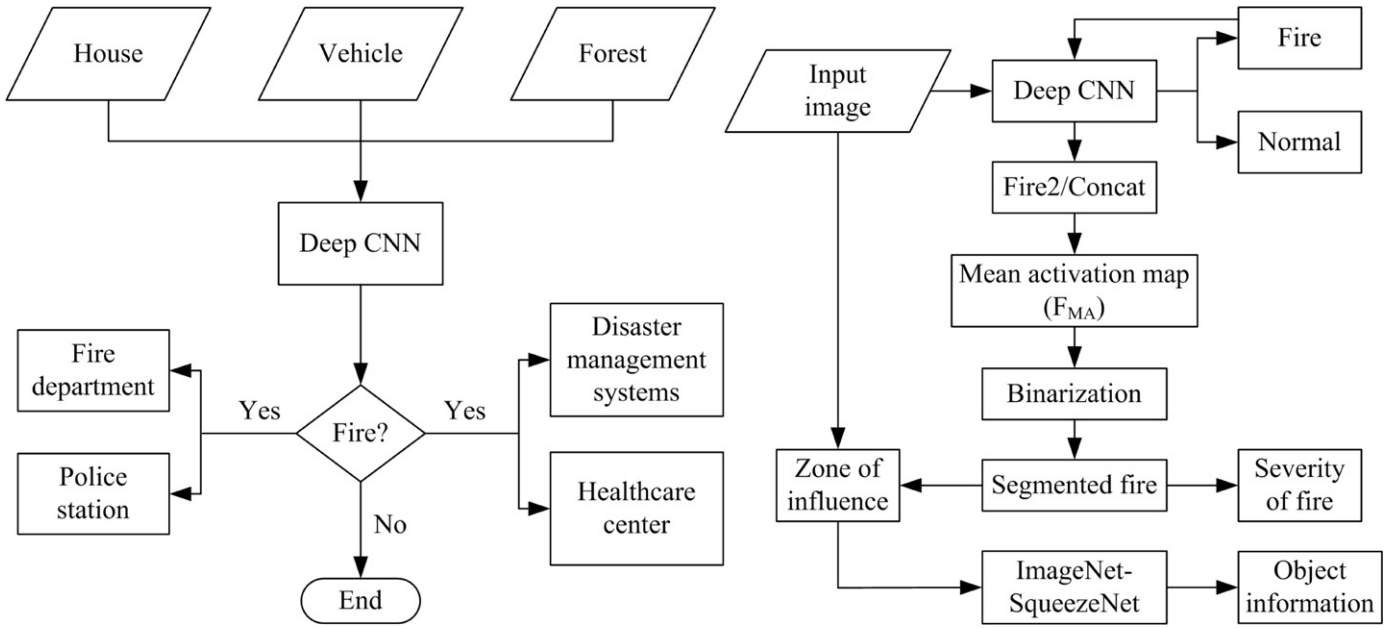 House
Vehicle
Forest
Deep CNN
Fire
department
Police
station
Yes
Fire?
Yes
Disaster
management
systems
Healthcare
center
No
End
Input
image
Deep CNN
Fire
Normal
Fire2/Concat
Mean activation map
(FMA)
Binarization
Zone of
influence
Segmented fire
Severity
of fire
ImageNet-
SqueezeNet
Object
information